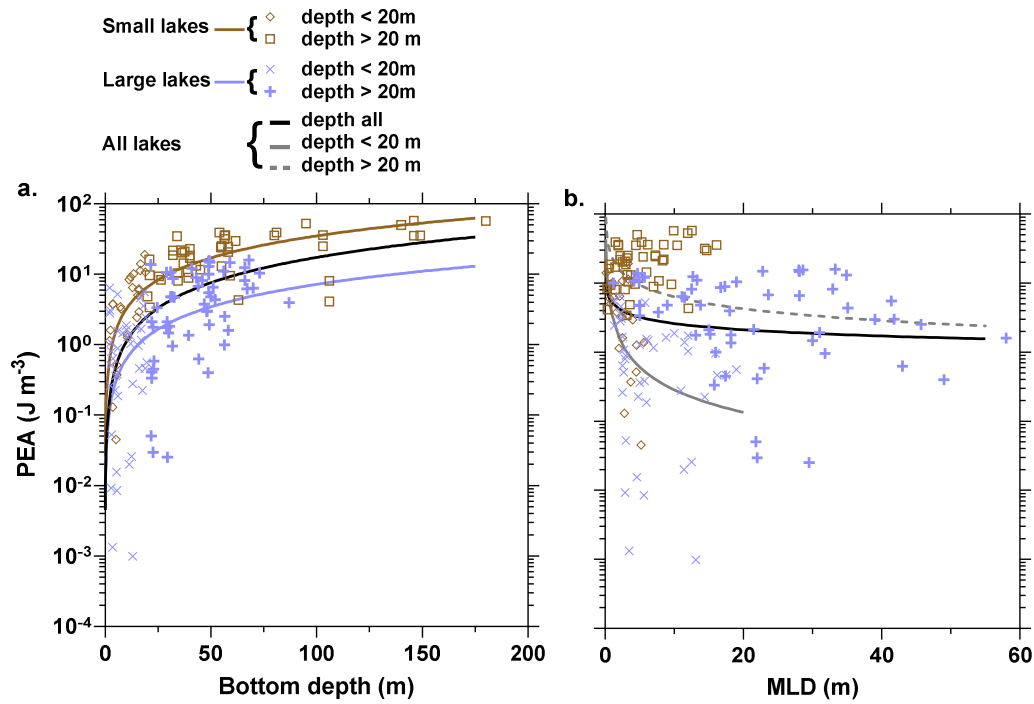 Small lakes
depth < 20m
depth > 20 m
Large lakes
depth < 20m
depth > 20m
All lakes
depth all
depth < 20 m
depth > 20 m
a.
b.
10²
10¹
10⁰
10⁻¹
10⁻²
10⁻³
10⁻⁴
PEA (J m⁻³)
0 50 100 150 200
Bottom depth (m)
0 20 40 60
MLD (m)